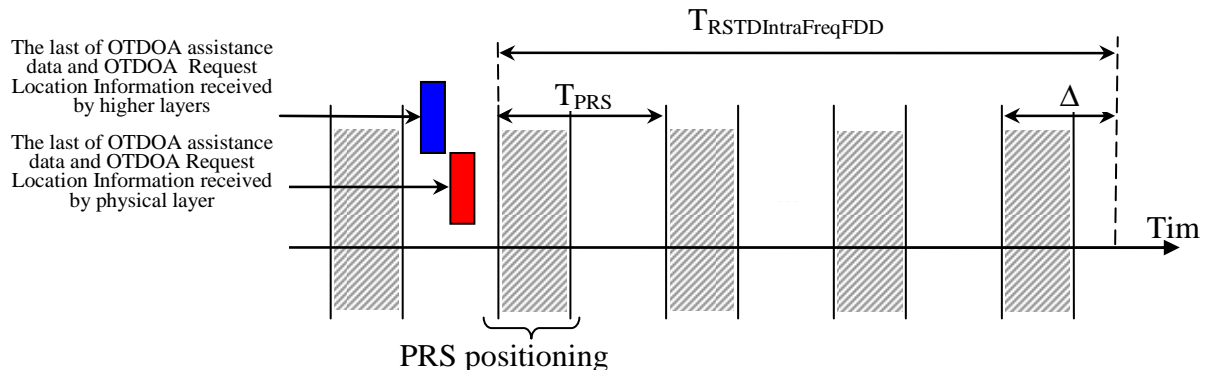 The last of OTDOA assistance
data and OTDOA Request
Location Information received
by higher layers
The last of OTDOA assistance
data and OTDOA Request
Location Information received
by physical layer
T_RSTDIntraFreqFDD
T_PRS
Δ
...
Tim
PRS positioning